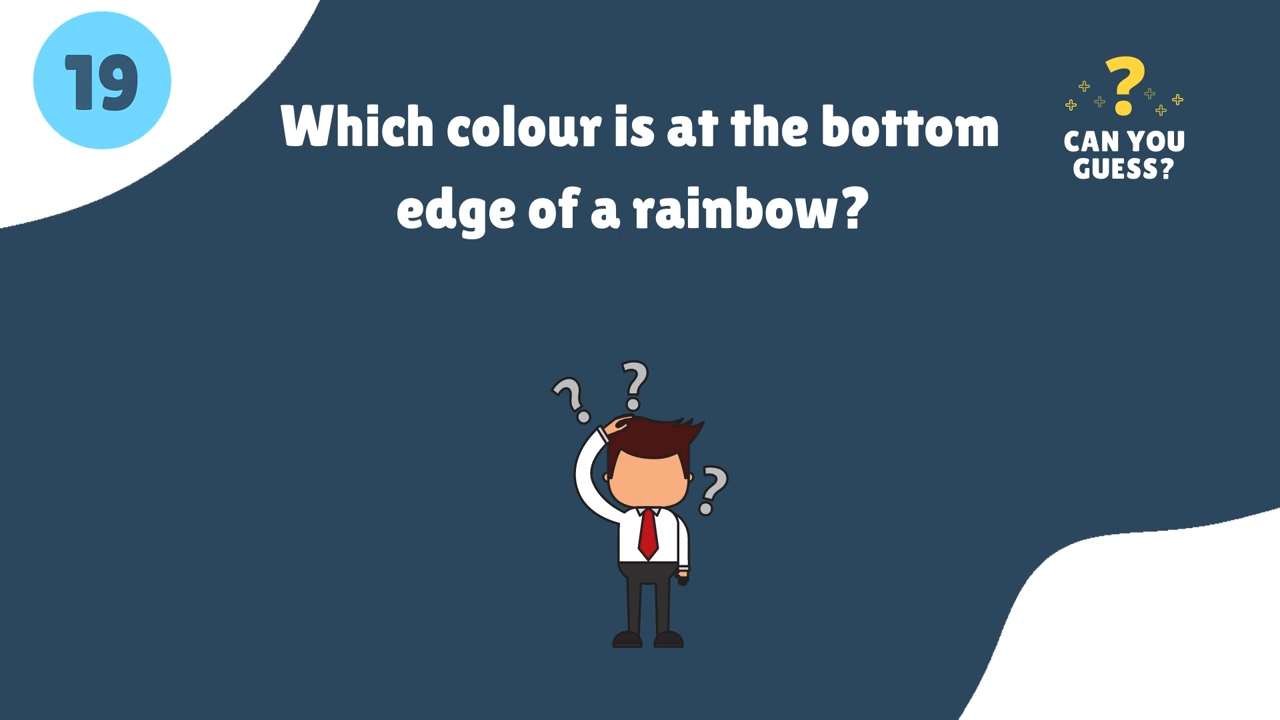 19
Which colour is at the bottom
edge of a rainbow?
?
CAN YOU
GUESS?
?
?
?